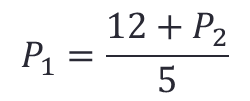 P₁ = (12 + P₂) / 5